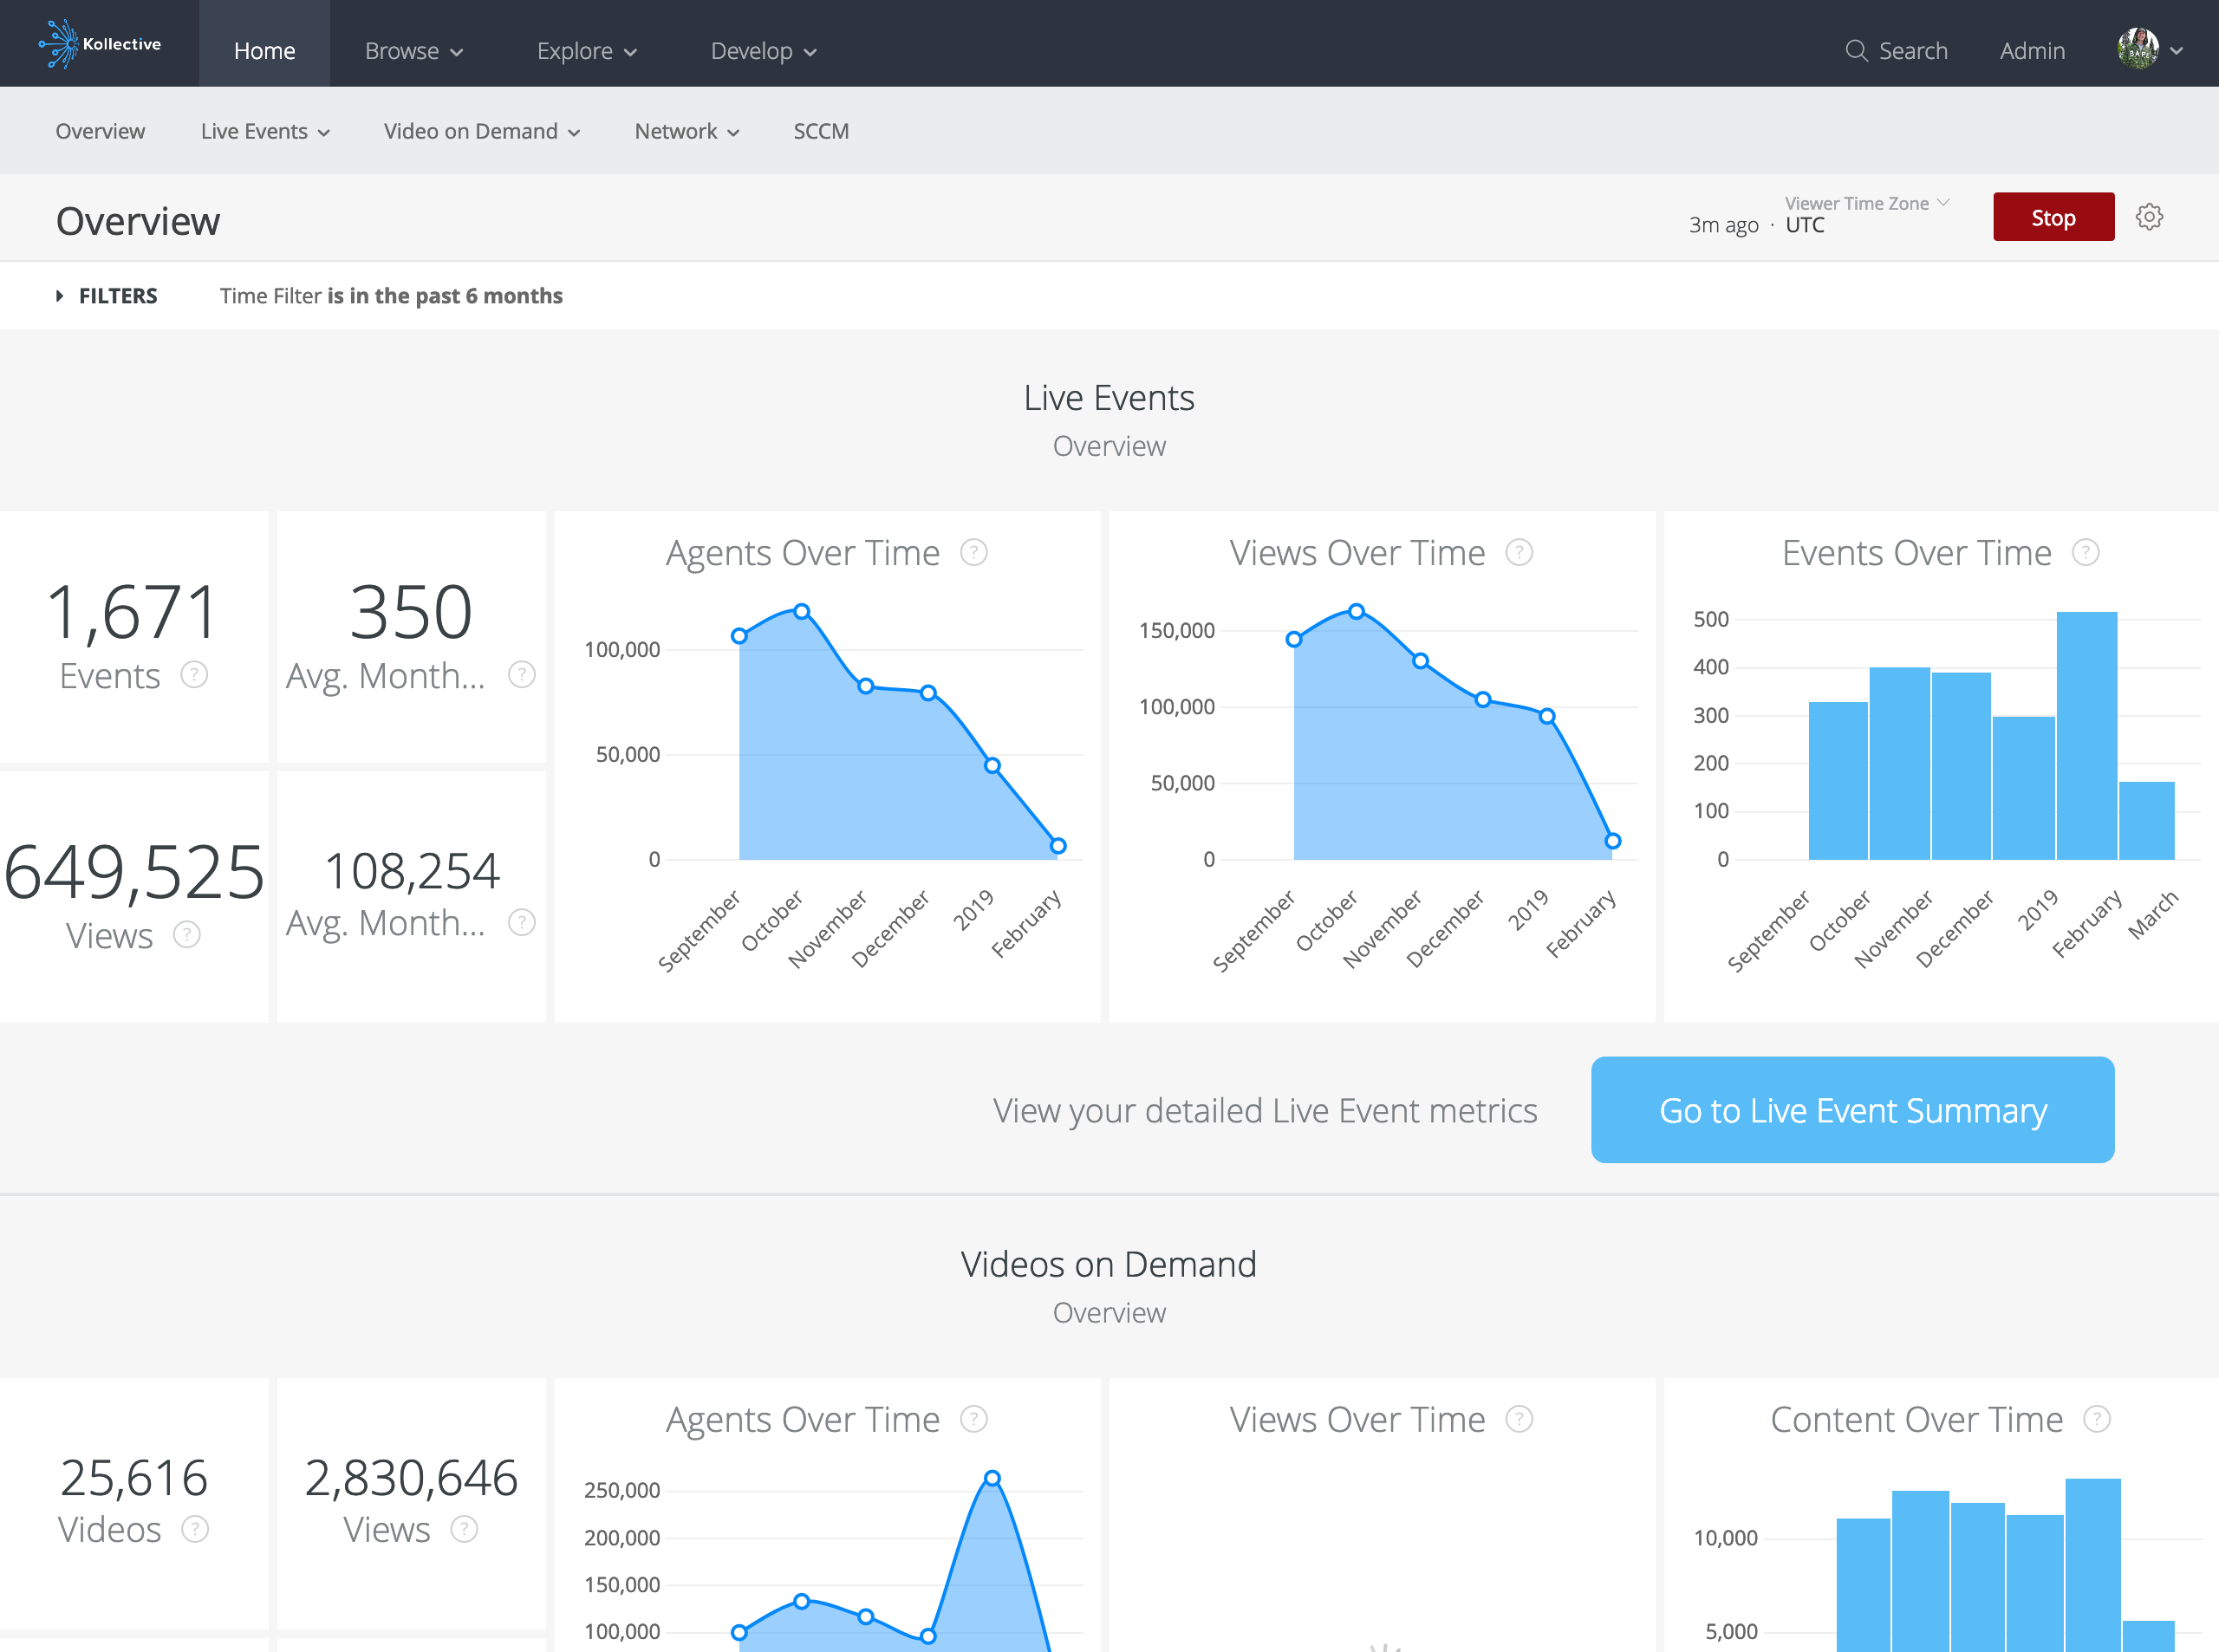 Kollective
Home
Browse
Explore
Develop
Search
Admin
Overview
Live Events
Video on Demand
Network
SCCM
Overview
3m ago · 
Viewer Time Zone
UTC
Stop
FILTERS
Time Filter is in the past 6 months
Live Events
Overview
1,671
Events ?
350
Avg. Month... ?
649,525
Views ?
108,254
Avg. Month... ?
Agents Over Time ?
100,000
50,000
0
September
October
November
December
2019
February
Views Over Time ?
150,000
100,000
50,000
0
September
October
November
December
2019
February
Events Over Time ?
500
400
300
200
100
0
September
October
November
December
2019
February
March
View your detailed Live Event metrics
Go to Live Event Summary
Videos on Demand
Overview
25,616
Videos ?
2,830,646
Views ?
Agents Over Time ?
250,000
200,000
150,000
100,000
Views Over Time ?
Content Over Time ?
10,000
5,000